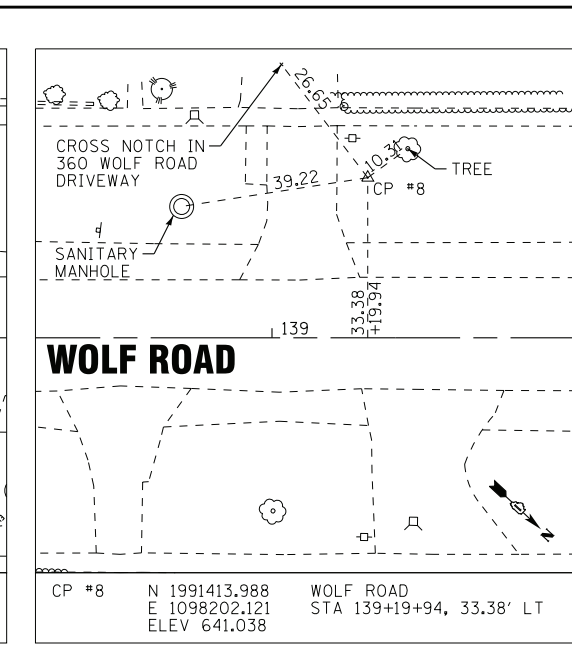 26.65
CROSS NOTCH IN
360 WOLF ROAD
DRIVEWAY
TREE
39.22
CP #8
SANITARY
MANHOLE
33.38
+19.94
139
WOLF ROAD
N
CP #8
N 1991413.988
E 1098202.121
ELEV 641.038
WOLF ROAD
STA 139+19+94, 33.38' LT